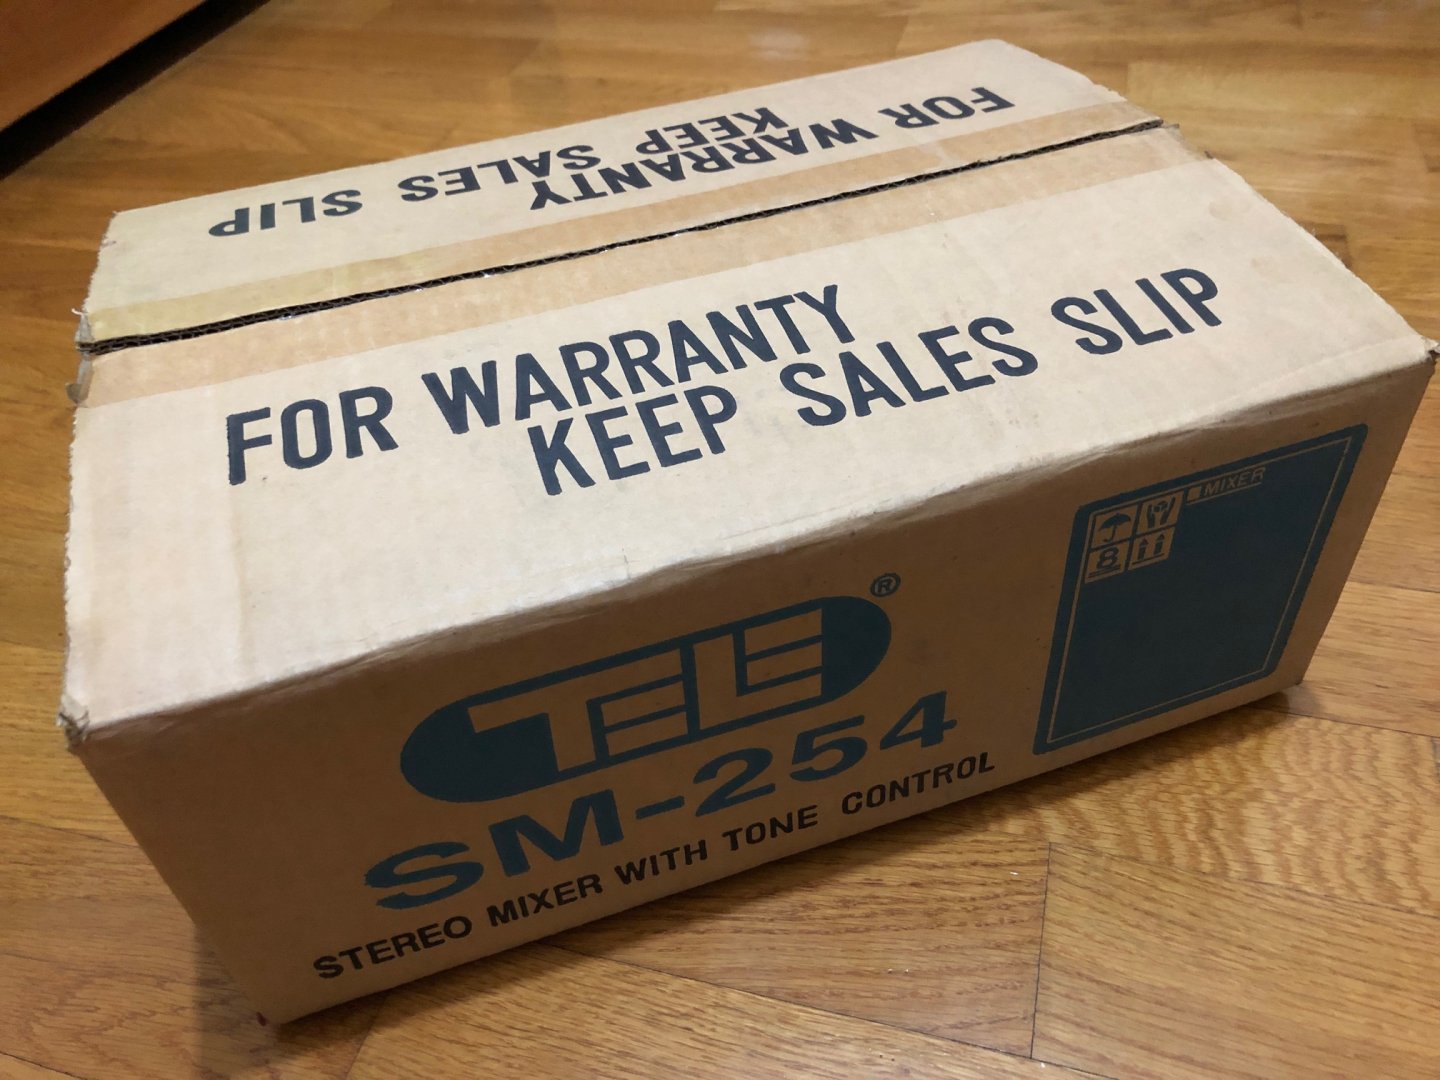 FOR WARRANTY
KEEP SALES SLIP
FOR WARRANTY
KEEP SALES SLIP
MIXER
8
TELE®
SM-254
STEREO MIXER WITH TONE CONTROL